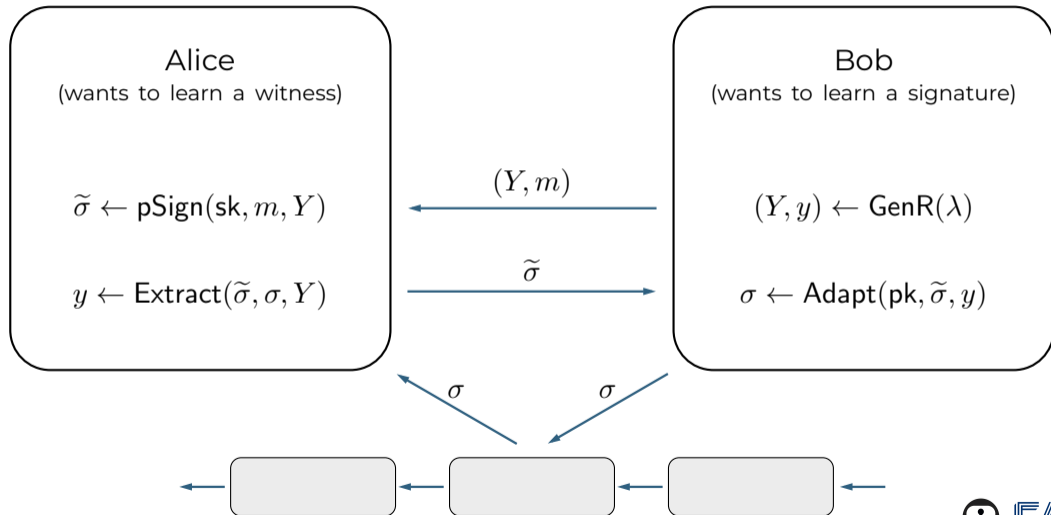 Alice
(wants to learn a witness)
σ̃ ← pSign(sk, m, Y)
y ← Extract(σ̃, σ, Y)
(Y, m)
σ̃
Bob
(wants to learn a signature)
(Y, y) ← GenR(λ)
σ ← Adapt(pk, σ̃, y)
σ
σ